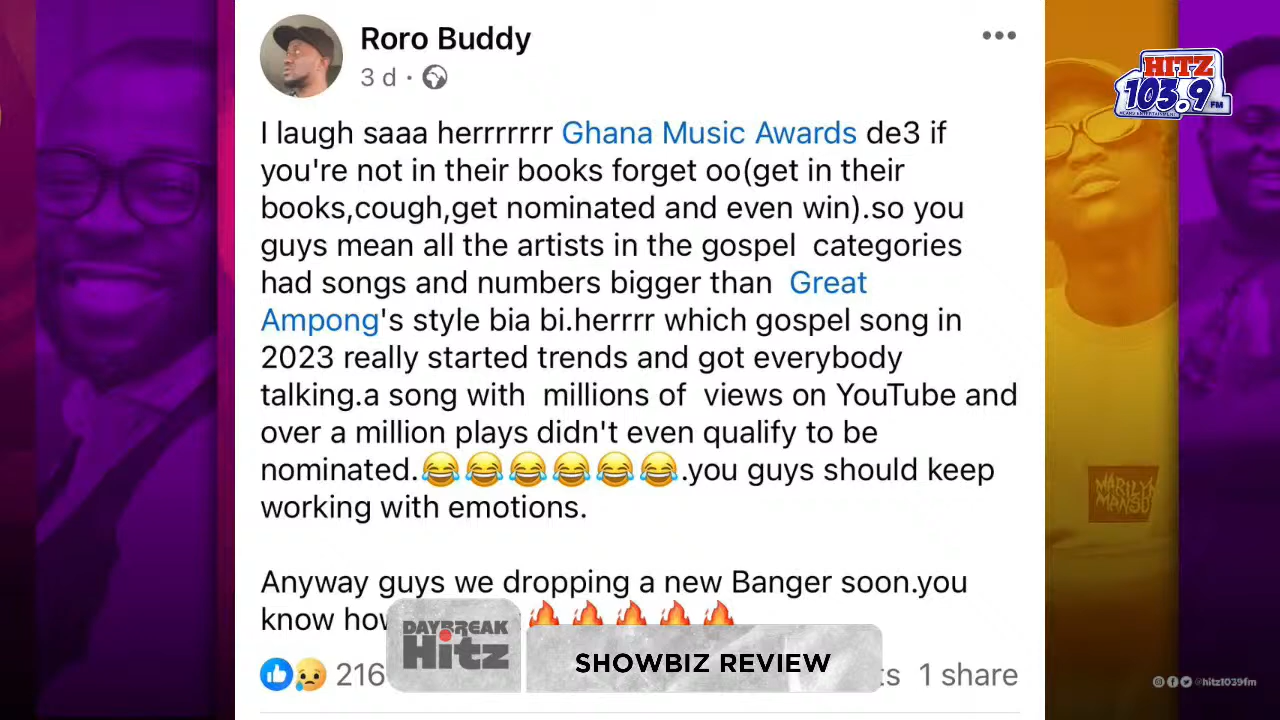 Roro Buddy
3 d ·
I laugh saaa herrrrrrr Ghana Music Awards de3 if
you're not in their books forget oo(get in their
books,cough,get nominated and even win).so you
guys mean all the artists in the gospel categories
had songs and numbers bigger than Great
Ampong's style bia bi.herrrr which gospel song in
2023 really started trends and got everybody
talking.a song with millions of views on YouTube and
over a million plays didn't even qualify to be
nominated.😂😂😂😂😂😂.you guys should keep
working with emotions.
Anyway guys we dropping a new Banger soon.you
know 🔥🔥🔥🔥🔥
216
1 share
DAYBREAK
Hitz
SHOWBIZ REVIEW
HITZ
103.9 FM
MARILYN
MANSO
@hitz1039fm